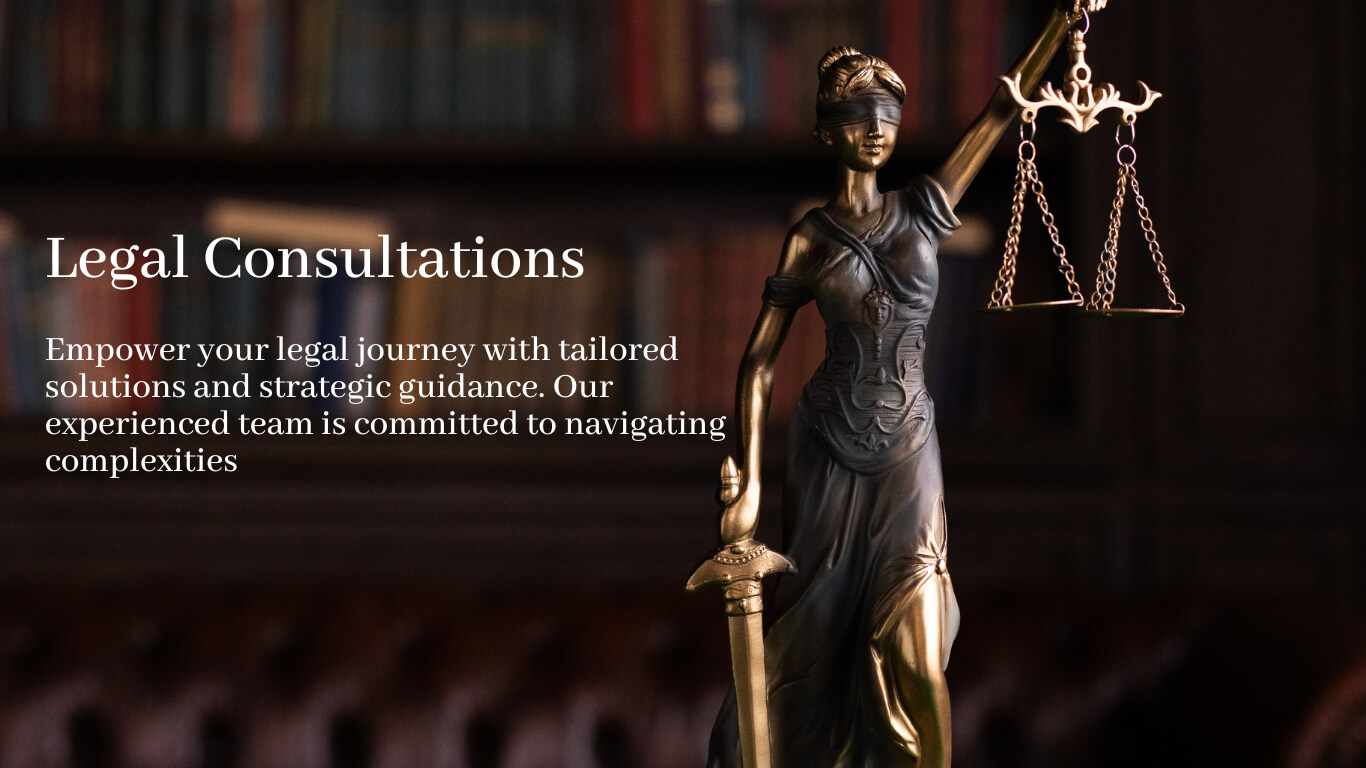 Legal Consultations
Empower your legal journey with tailored
solutions and strategic guidance. Our
experienced team is committed to navigating
complexities